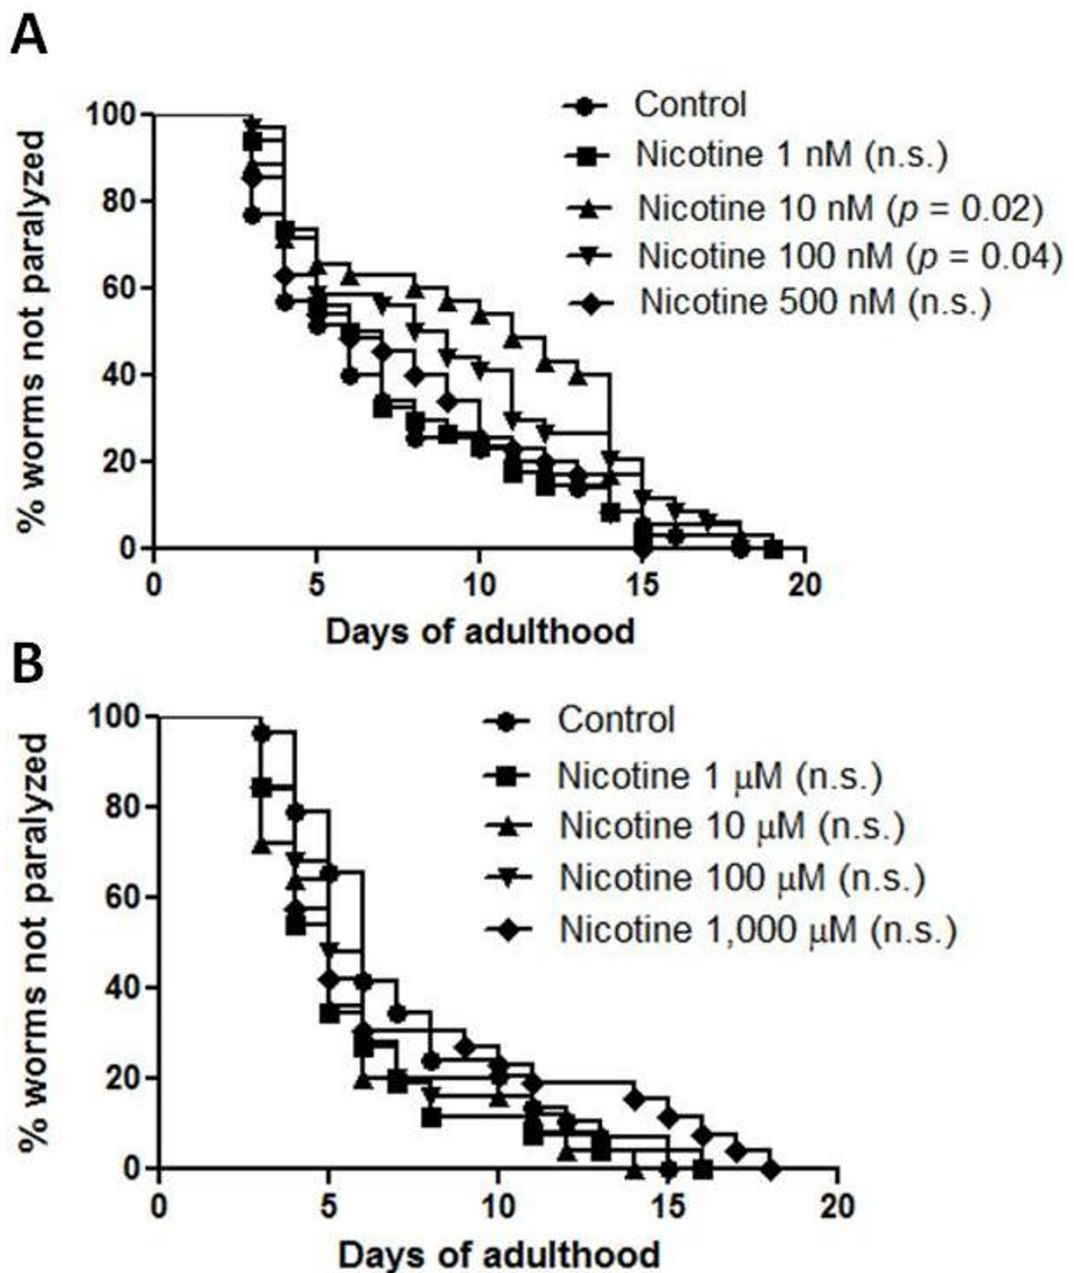 A
% worms not paralyzed
100
80
60
40
20
0
0 5 10 15 20
Days of adulthood
Control
Nicotine 1 nM (n.s.)
Nicotine 10 nM (p = 0.02)
Nicotine 100 nM (p = 0.04)
Nicotine 500 nM (n.s.)
B
% worms not paralyzed
100
80
60
40
20
0
0 5 10 15 20
Days of adulthood
Control
Nicotine 1 μM (n.s.)
Nicotine 10 μM (n.s.)
Nicotine 100 μM (n.s.)
Nicotine 1,000 μM (n.s.)